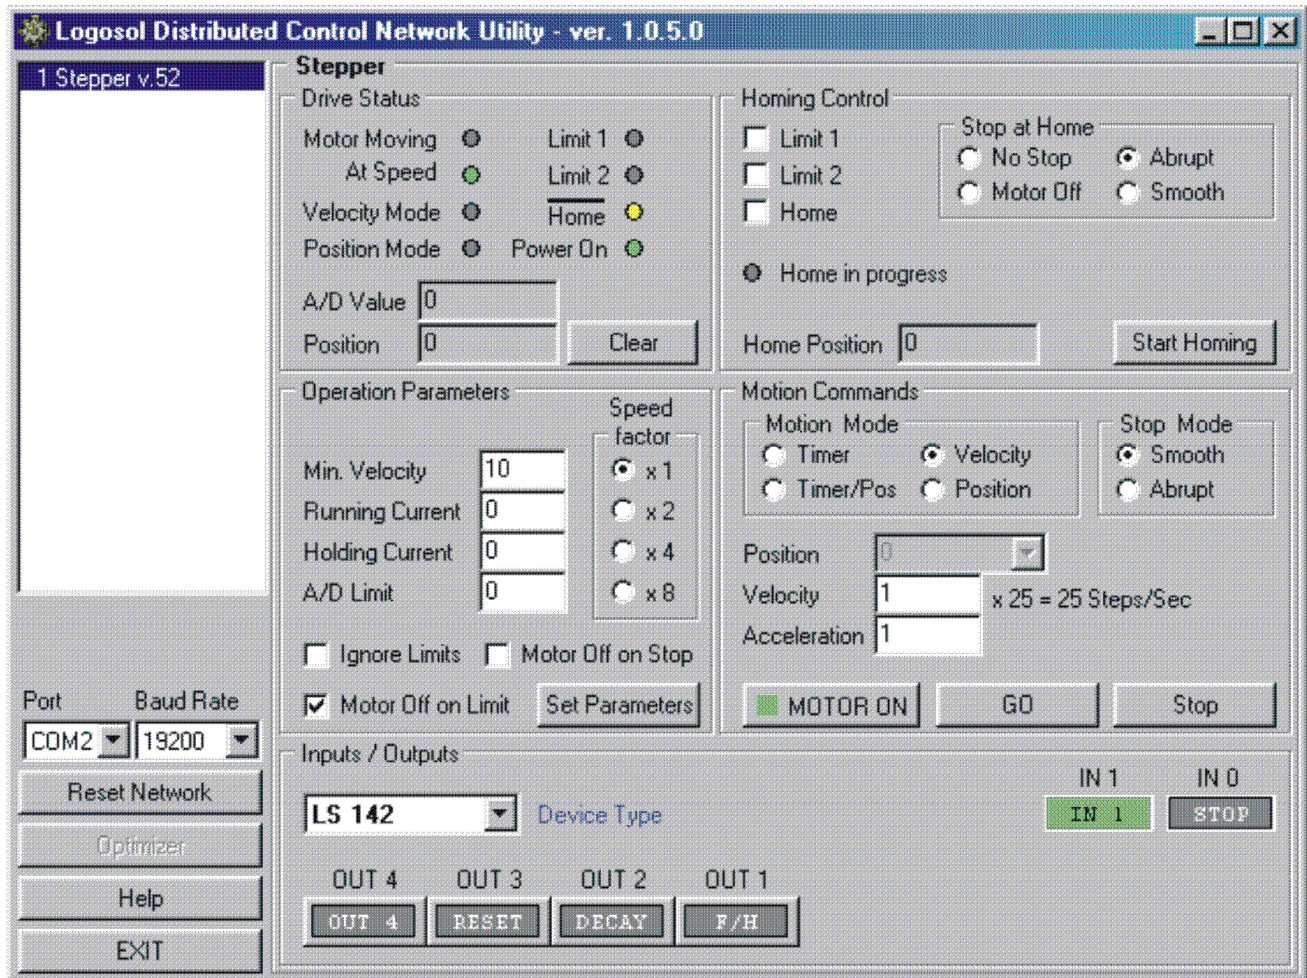 Logosol Distributed Control Network Utility - ver. 1.0.5.0
1 Stepper v.52
Stepper
Drive Status
Motor Moving
Limit 1
At Speed
Limit 2
Velocity Mode
Home
Position Mode
Power On
A/D Value 0
Position 0
Clear
Homing Control
Limit 1
Limit 2
Home
Stop at Home
No Stop
Abrupt
Motor Off
Smooth
Home in progress
Home Position 0
Start Homing
Operation Parameters
Speed
factor
Min. Velocity 10
x 1
Running Current 0
x 2
Holding Current 0
x 4
A/D Limit 0
x 8
Ignore Limits
Motor Off on Stop
Motor Off on Limit
Set Parameters
Motion Commands
Motion Mode
Timer
Velocity
Timer/Pos
Position
Stop Mode
Smooth
Abrupt
Position 0
Velocity 1 x 25 = 25 Steps/Sec
Acceleration 1
MOTOR ON
GO
Stop
Port
Baud Rate
COM2
19200
Reset Network
Optimizer
Help
EXIT
Inputs / Outputs
LS 142
Device Type
IN 1
IN 0
IN 1
STOP
OUT 4
OUT 3
OUT 2
OUT 1
OUT 4
RESET
DECAY
F/H